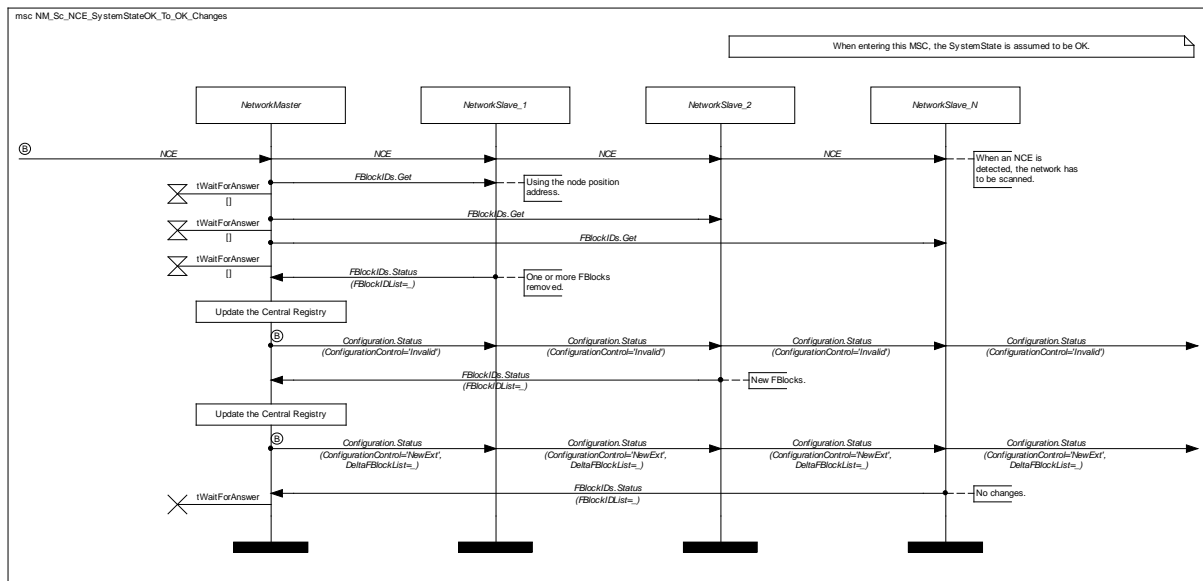 msc NM_Sc_NCE_SystemStateOK_To_OK_Changes
When entering this MSC, the SystemState is assumed to be OK.
NetworkMaster
NetworkSlave_1
NetworkSlave_2
NetworkSlave_N
B
NCE
NCE
NCE
NCE
NCE
When an NCE is
detected, the network has
to be scanned.
FBlockIDs.Get
Using the node position
address.
tWaitForAnswer
[]
FBlockIDs.Get
tWaitForAnswer
[]
FBlockIDs.Get
tWaitForAnswer
[]
FBlockIDs.Status
(FBlockIDList=_)
One or more FBlocks
removed.
Update the Central Registry
B
Configuration.Status
(ConfigurationControl='Invalid')
Configuration.Status
(ConfigurationControl='Invalid')
Configuration.Status
(ConfigurationControl='Invalid')
Configuration.Status
(ConfigurationControl='Invalid')
FBlockIDs.Status
(FBlockIDList=_)
New FBlocks.
Update the Central Registry
B
Configuration.Status
(ConfigurationControl='NewExt',
DeltaFBlockList=_)
Configuration.Status
(ConfigurationControl='NewExt',
DeltaFBlockList=_)
Configuration.Status
(ConfigurationControl='NewExt',
DeltaFBlockList=_)
Configuration.Status
(ConfigurationControl='NewExt',
DeltaFBlockList=_)
tWaitForAnswer
FBlockIDs.Status
(FBlockIDList=_)
No changes.